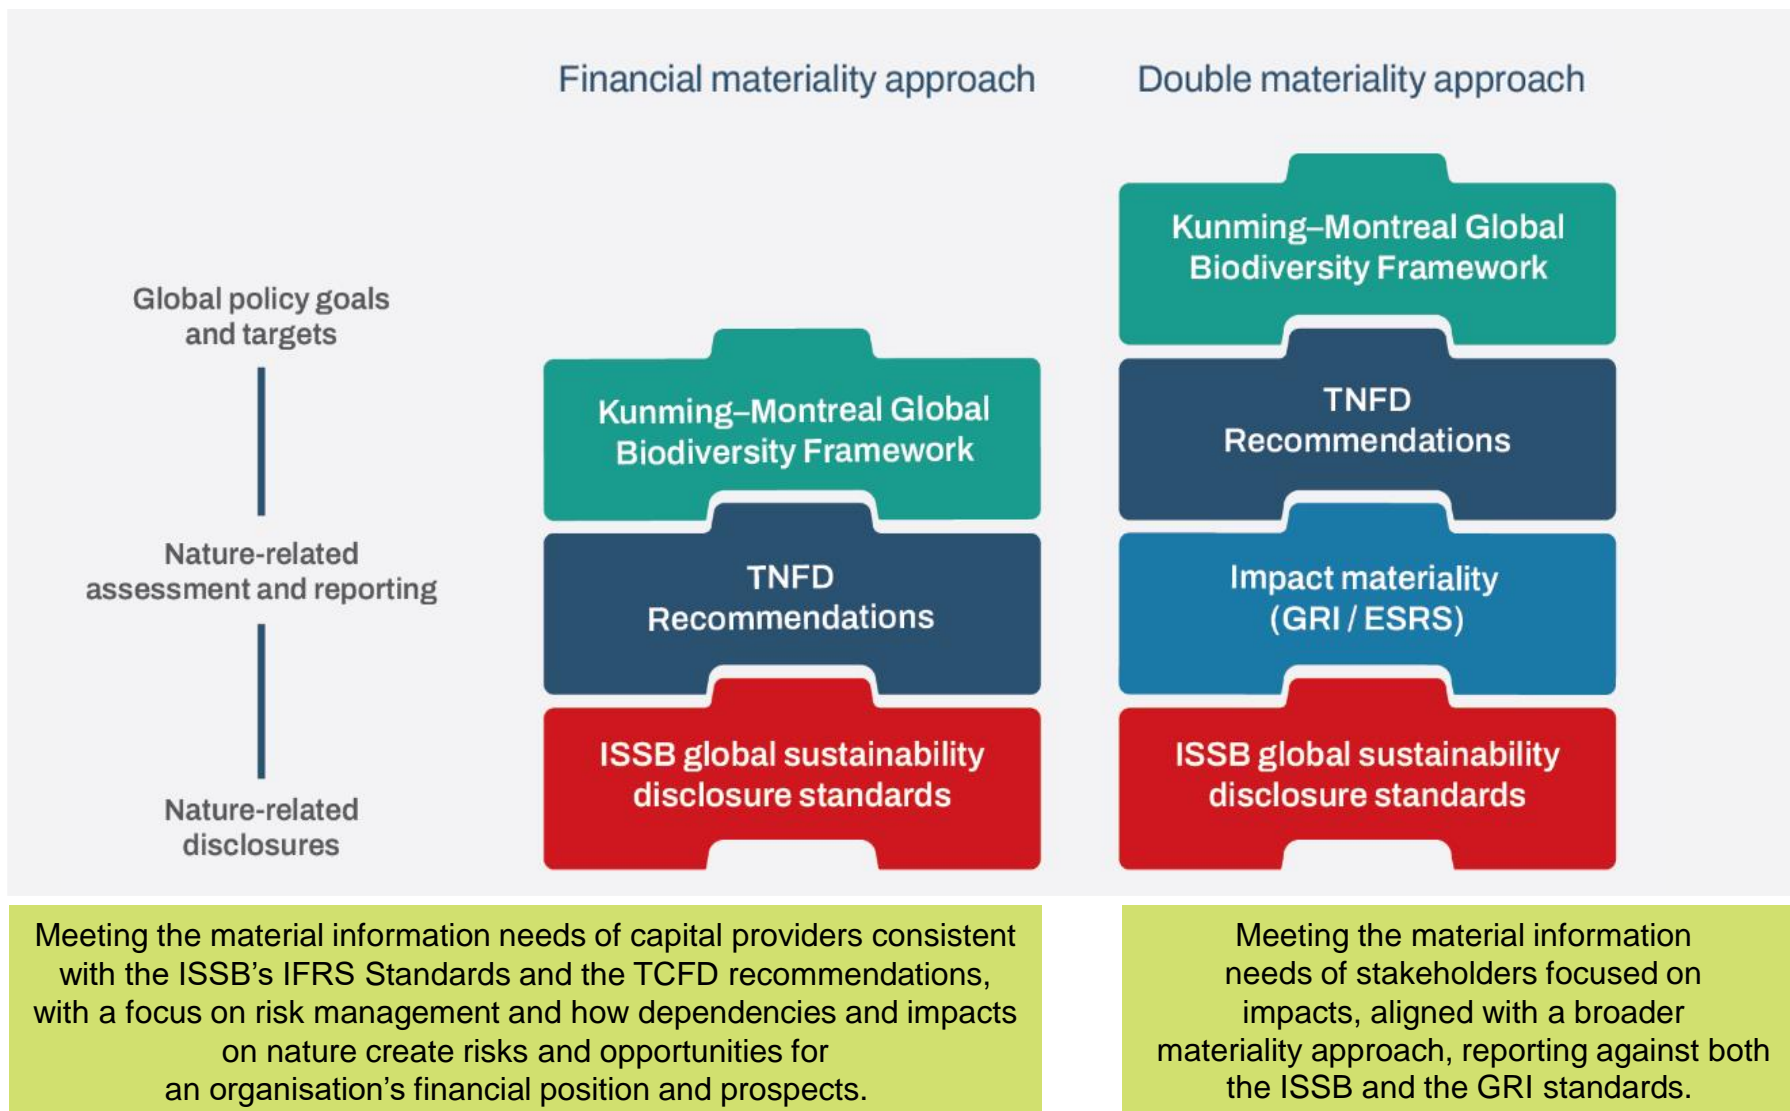 Financial materiality approach
Double materiality approach
Global policy goals
and targets
Nature-related
assessment and reporting
Nature-related
disclosures
Kunming–Montreal Global
Biodiversity Framework
TNFD
Recommendations
ISSB global sustainability
disclosure standards
Kunming–Montreal Global
Biodiversity Framework
TNFD
Recommendations
Impact materiality
(GRI / ESRS)
ISSB global sustainability
disclosure standards
Meeting the material information needs of capital providers consistent
with the ISSB’s IFRS Standards and the TCFD recommendations,
with a focus on risk management and how dependencies and impacts
on nature create risks and opportunities for
an organisation’s financial position and prospects.
Meeting the material information
needs of stakeholders focused on
impacts, aligned with a broader
materiality approach, reporting against both
the ISSB and the GRI standards.